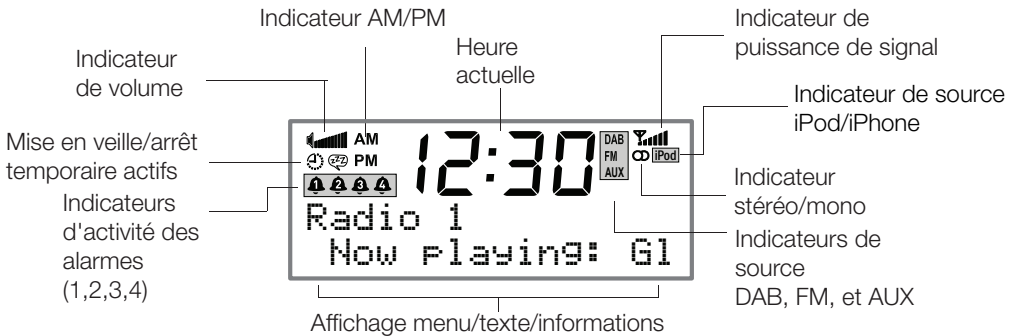 Indicateur AM/PM
Indicateur de
puissance de signal
Indicateur
de volume
Heure
actuelle
Indicateur de source
iPod/iPhone
Mise en veille/arrêt
temporaire actifs
Indicateurs
d'activité des
alarmes
(1,2,3,4)
AM
PM
1 2 3 4
12:30
DAB
FM
AUX
iPod
Radio 1
Now playing: Gl
Indicateur
stéréo/mono
Indicateurs de
source
DAB, FM, et AUX
Affichage menu/texte/informations